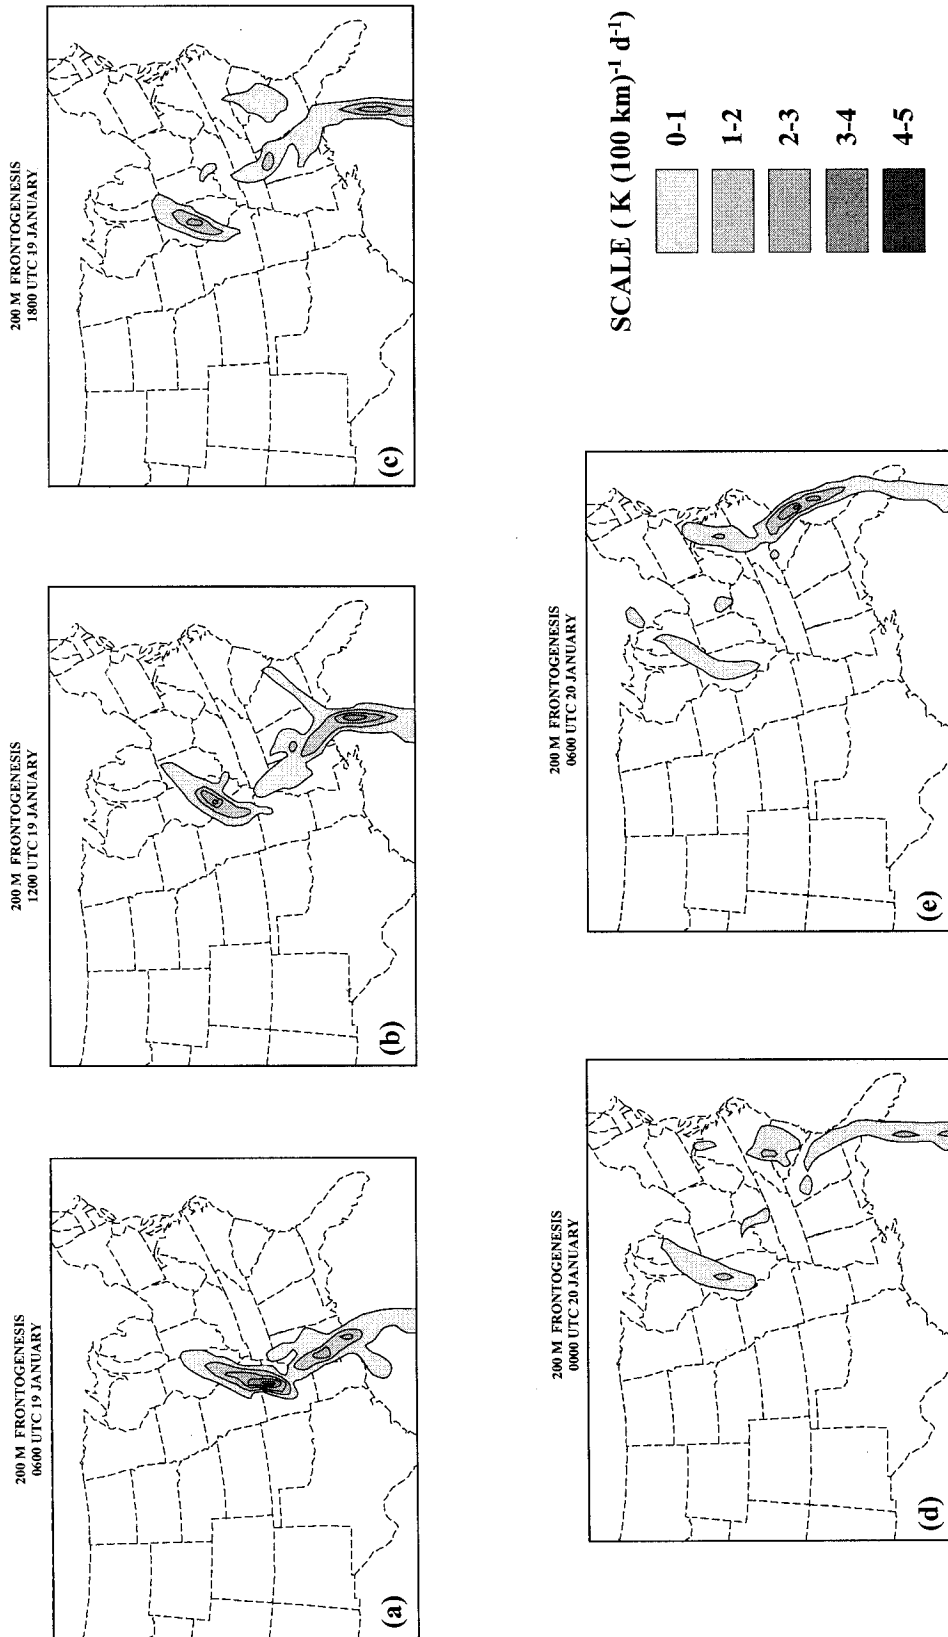 200 M FRONTOGENESIS
0600 UTC 19 JANUARY
(a)
200 M FRONTOGENESIS
1200 UTC 19 JANUARY
(b)
200 M FRONTOGENESIS
1800 UTC 19 JANUARY
(c)
200 M FRONTOGENESIS
0000 UTC 20 JANUARY
(d)
200 M FRONTOGENESIS
0600 UTC 20 JANUARY
(e)
SCALE ( K (100 km)⁻¹ d⁻¹)
0-1
1-2
2-3
3-4
4-5